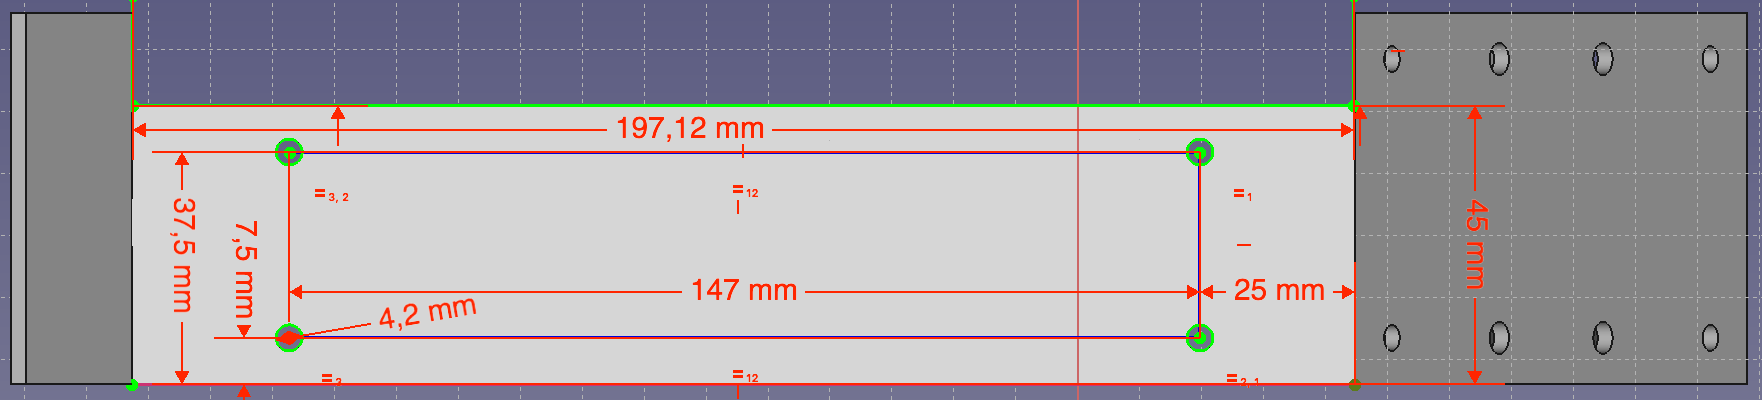 197,12 mm
=3, 2
=12
=1
37,5 mm
7,5 mm
45 mm
147 mm
25 mm
4,2 mm
=3
=12
=2, 1